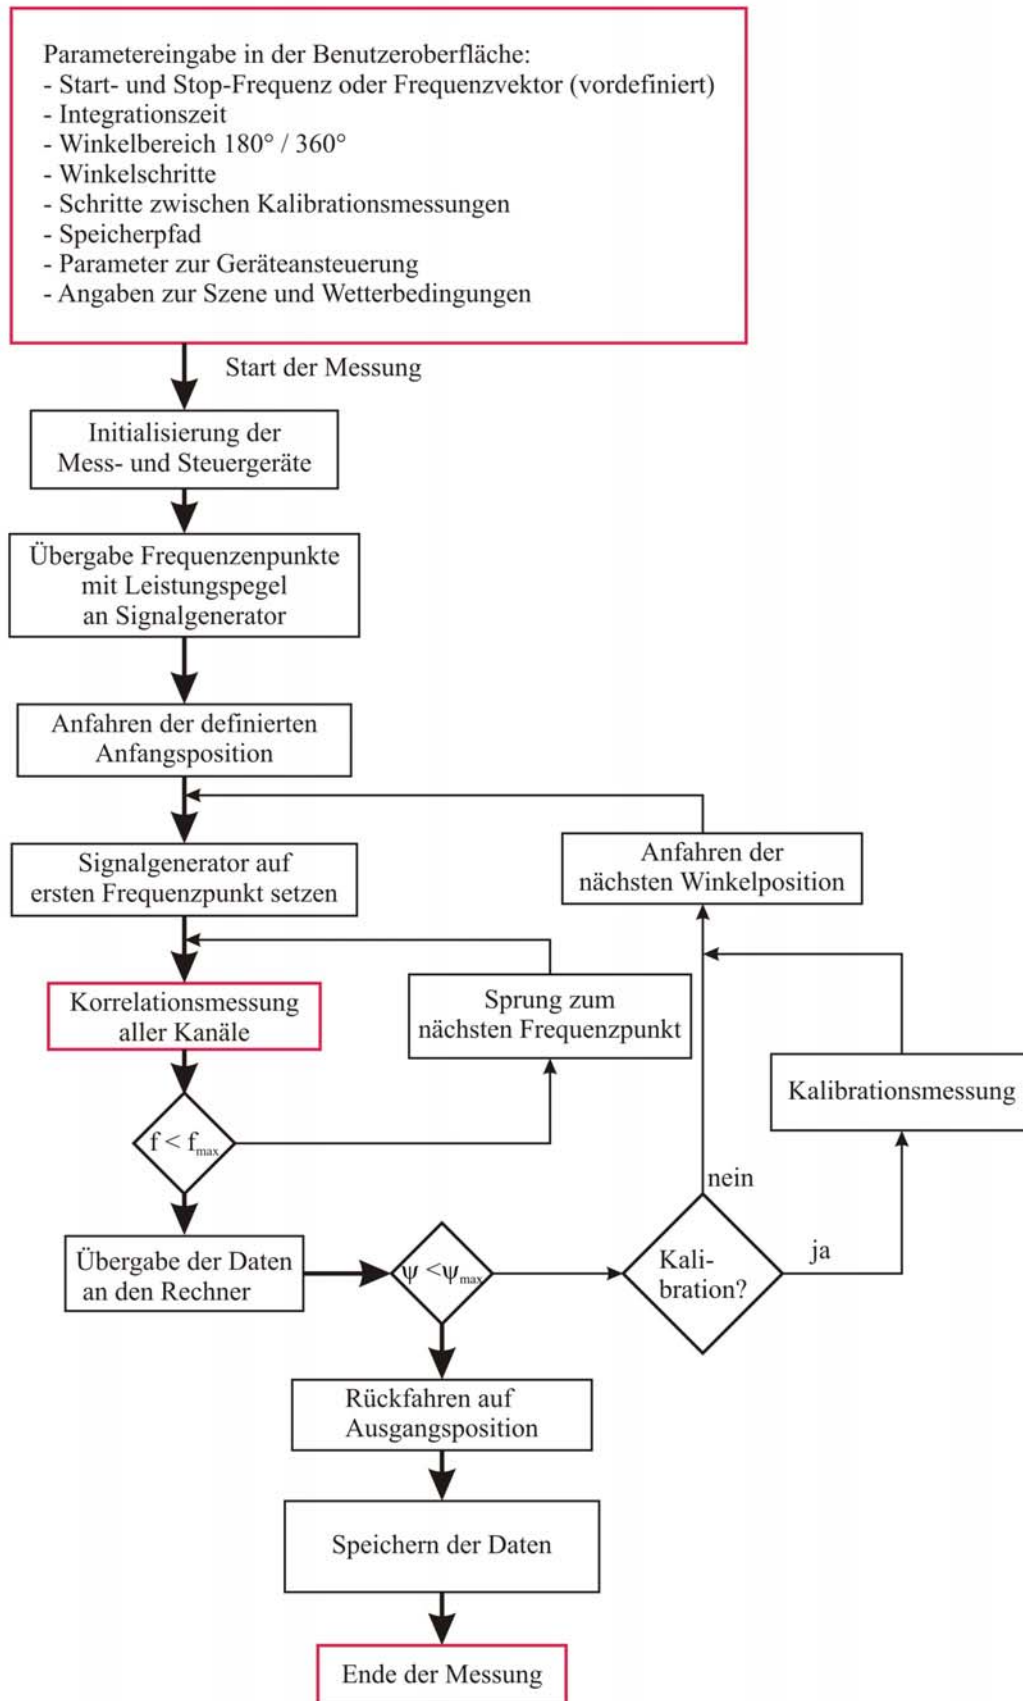 Parametereingabe in der Benutzeroberfläche:
- Start- und Stop-Frequenz oder Frequenzvektor (vordefiniert)
- Integrationszeit
- Winkelbereich 180° / 360°
- Winkelschritte
- Schritte zwischen Kalibrationsmessungen
- Speicherpfad
- Parameter zur Geräteansteuerung
- Angaben zur Szene und Wetterbedingungen
Start der Messung
Initialisierung der
Mess- und Steuergeräte
Übergabe Frequenzenpunkte
mit Leistungspegel
an Signalgenerator
Anfahren der definierten
Anfangsposition
Signalgenerator auf
ersten Frequenzpunkt setzen
Anfahren der
nächsten Winkelposition
Korrelationsmessung
aller Kanäle
Sprung zum
nächsten Frequenzpunkt
Kalibrationsmessung
f < fmax
nein
Übergabe der Daten
an den Rechner
ψ <ψmax
Kali-
bration?
ja
Rückfahren auf
Ausgangsposition
Speichern der Daten
Ende der Messung